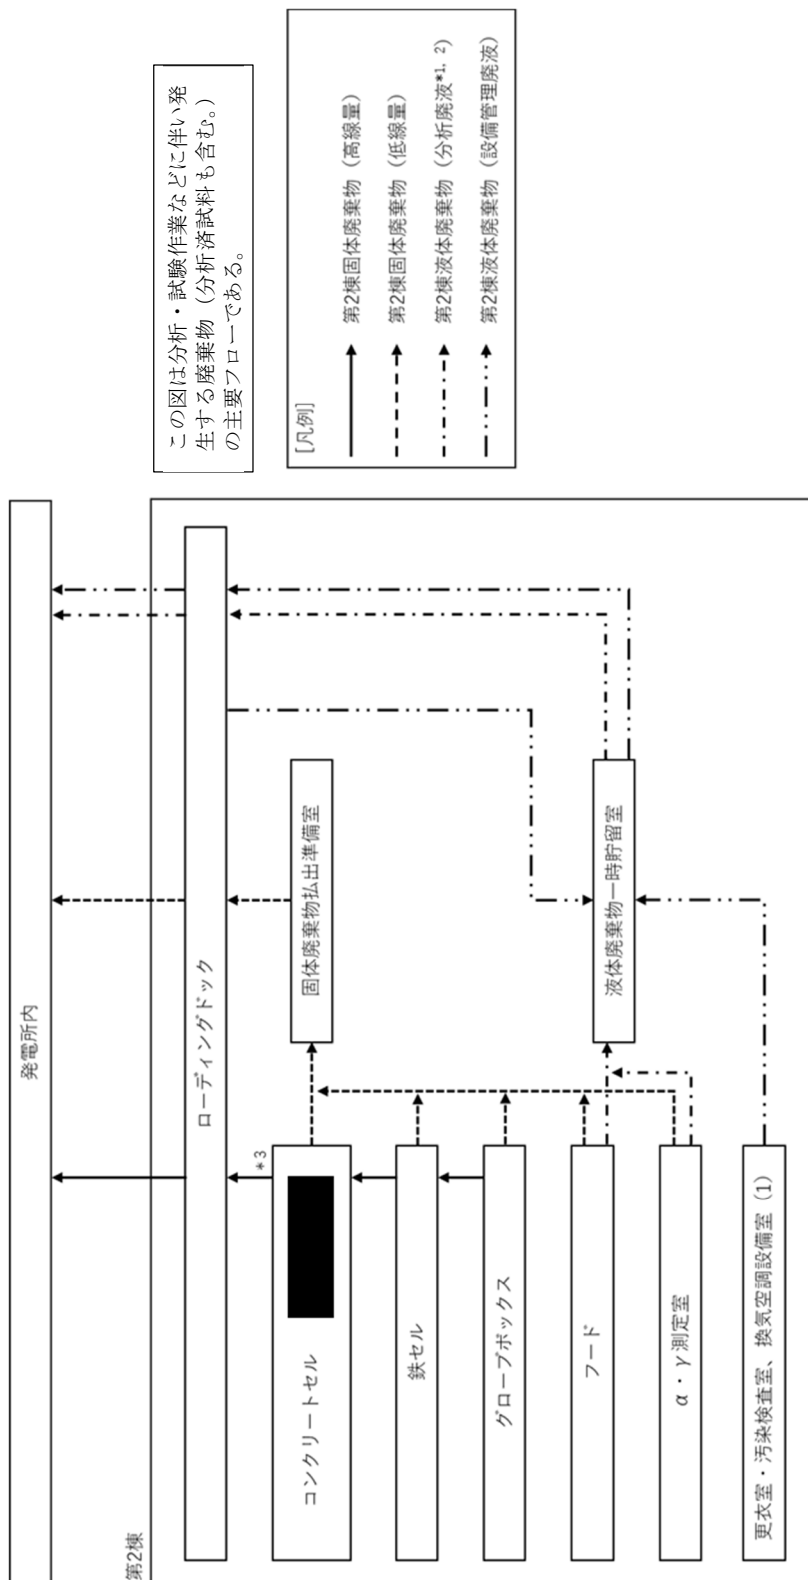 発電所内
第2棟
ローディングドック
コンクリートセル
*3
鉄セル
グローブボックス
フード
α・γ測定室
更衣室・汚染検査室、換気空調設備室（1）
固体廃棄物払出準備室
液体廃棄物一時貯留室
この図は分析・試験作業などに伴い発
生する廃棄物（分析済試料も含む。）
の主要フローである。
[凡例]
第2棟固体廃棄物（高線量）
第2棟固体廃棄物（低線量）
第2棟液体廃棄物（分析廃液*1, 2）
第2棟液体廃棄物（設備管理廃液）